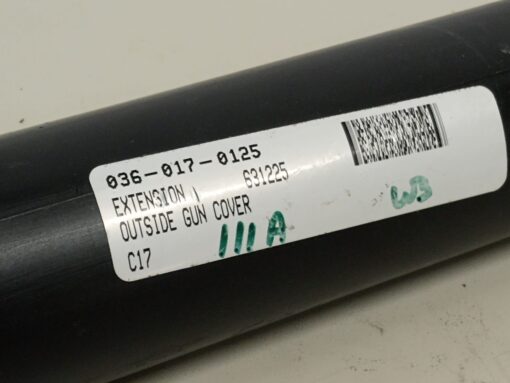 036-017-0125
EXTENSION ) 631225
OUTSIDE GUN COVER
C17
111A
WB